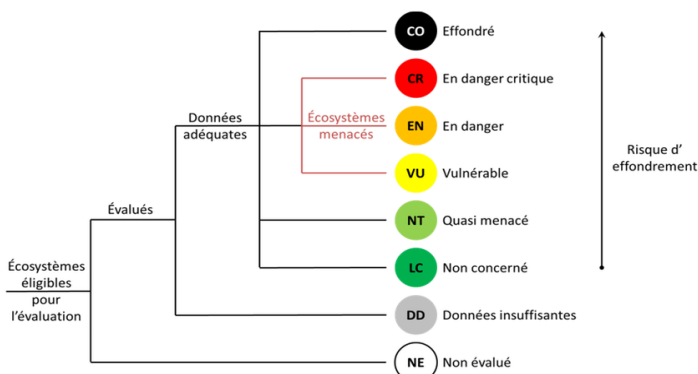 CO Effondré
CR En danger critique
Données
adéquates
Écosystèmes
menacés
EN En danger
Risque d’
effondrement
VU Vulnérable
Évalués
NT Quasi menacé
Écosystèmes
éligibles
pour
l’évaluation
LC Non concerné
DD Données insuffisantes
NE Non évalué